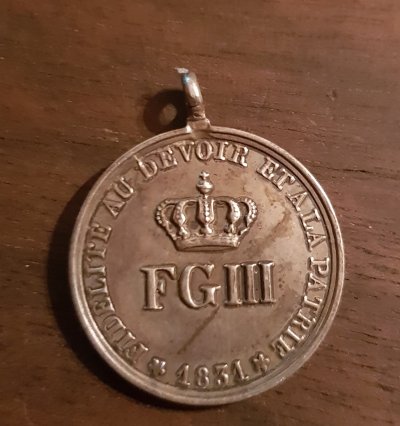 FIDELITE AU DEVOIR ET A LA PATRIE
FGIII
1831